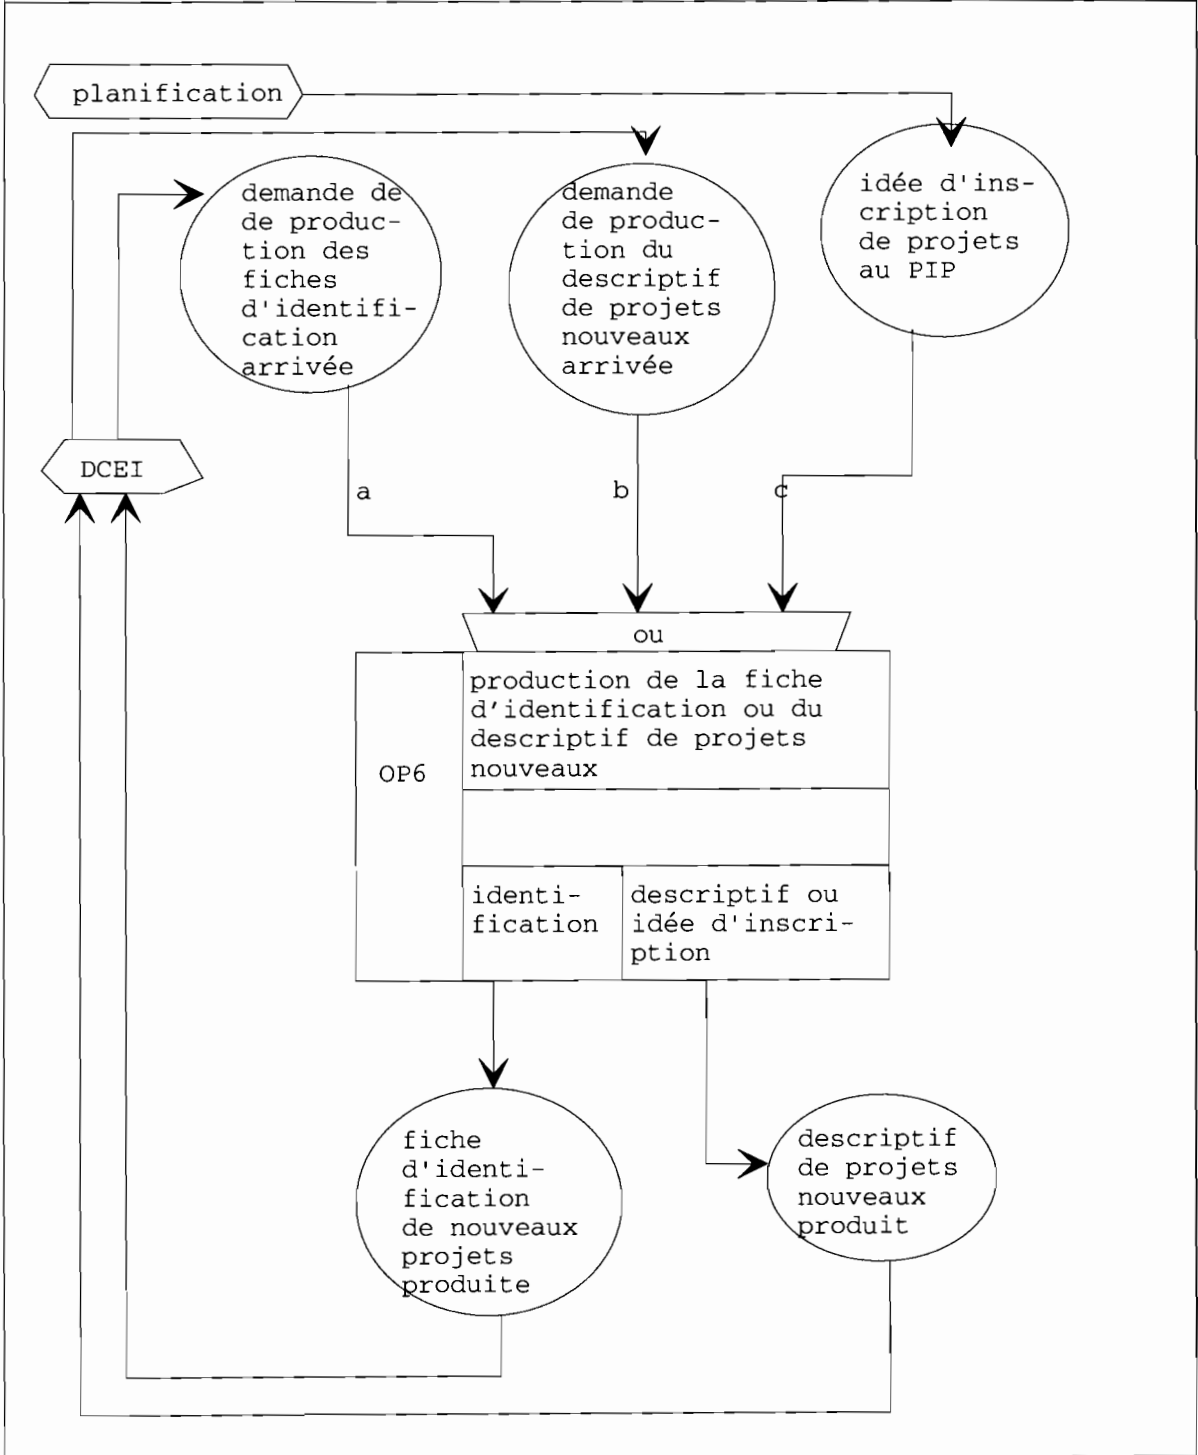 planification
demande de
de produc-
tion des
fiches
d'identifi-
cation
arrivée
demande
de produc-
tion du
descriptif
de projets
nouveaux
arrivée
idée d'ins-
cription
de projets
au PIP
DCEI
a
b
c
ou
production de la fiche
d’identification ou du
descriptif de projets
nouveaux
OP6
identi-
fication
descriptif ou
idée d'inscri-
ption
fiche
d'identi-
fication
de nouveaux
projets
produite
descriptif
de projets
nouveaux
produit